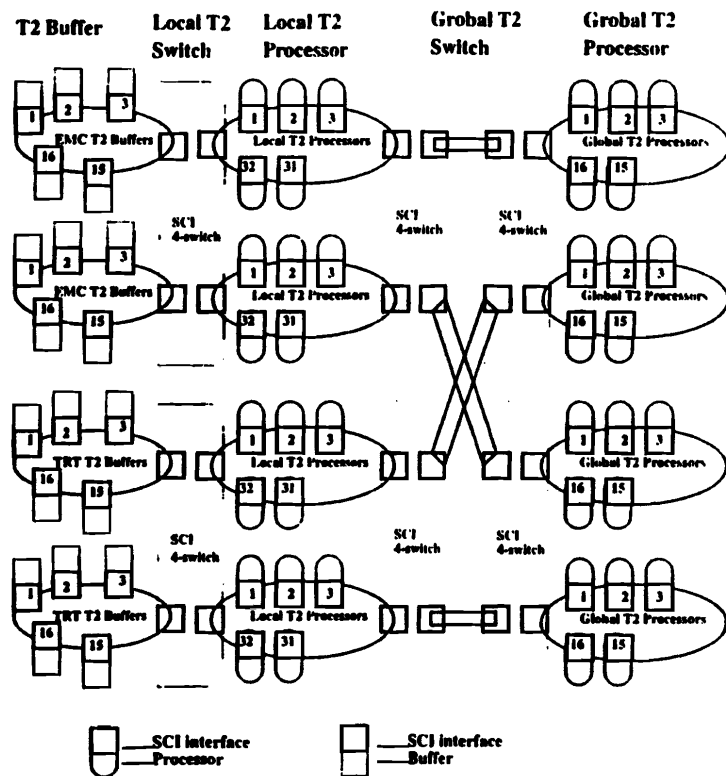 T2 Buffer
Local T2
Switch
Local T2
Processor
Grobal T2
Switch
Grobal T2
Processor
1 2 3
EMC T2 Buffers
16 15
1 2 3
Local T2 Processors
32 31
1 2 3
Global T2 Processors
16 15
SCI
4-switch
SCI
4-switch
SCI
4-switch
1 2 3
EMC T2 Buffers
16 15
1 2 3
Local T2 Processors
32 31
1 2 3
Global T2 Processors
16 15
1 2 3
TRT T2 Buffers
16 15
1 2 3
Local T2 Processors
32 31
1 2 3
Global T2 Processors
16 15
SCI
4-switch
SCI
4-switch
SCI
4-switch
1 2 3
TRT T2 Buffers
16 15
1 2 3
Local T2 Processors
32 31
1 2 3
Global T2 Processors
16 15
SCI interface
Processor
SCI interface
Buffer